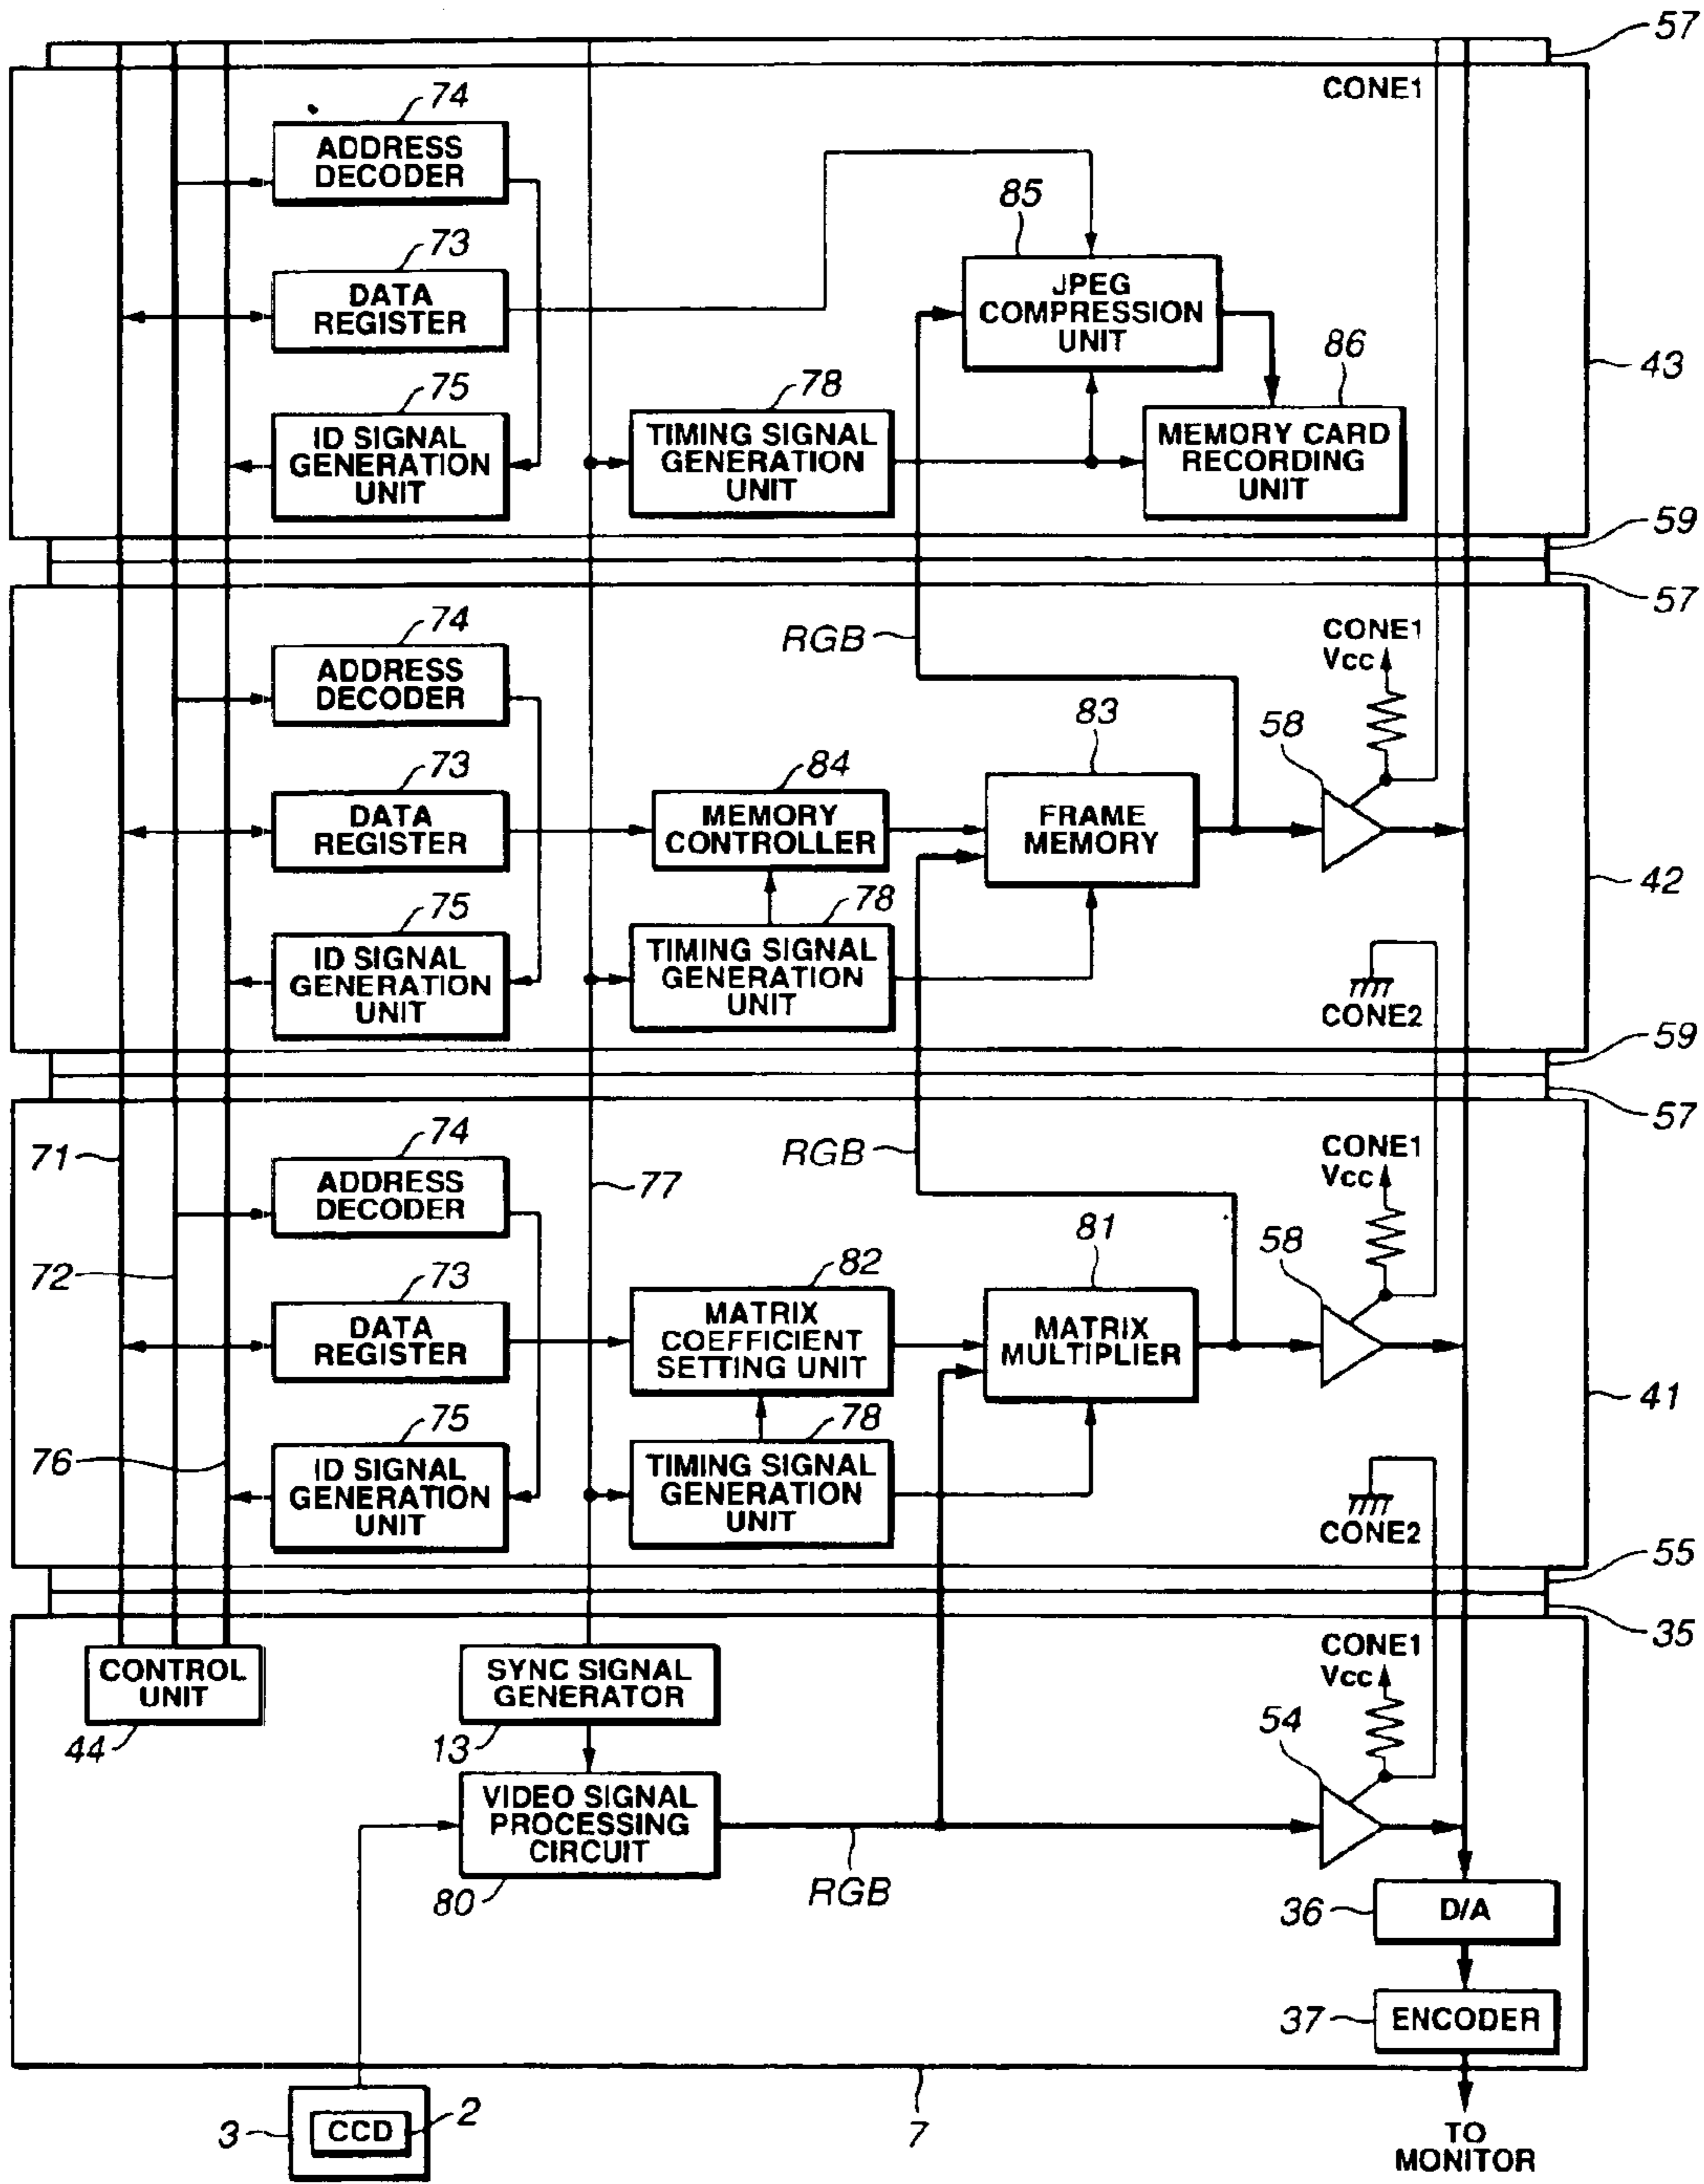 57
CONE1
74
ADDRESS
DECODER
73
DATA
REGISTER
75
ID SIGNAL
GENERATION
UNIT
78
TIMING SIGNAL
GENERATION
UNIT
85
JPEG
COMPRESSION
UNIT
86
MEMORY CARD
RECORDING
UNIT
43
59
57
74
ADDRESS
DECODER
73
DATA
REGISTER
75
ID SIGNAL
GENERATION
UNIT
84
MEMORY
CONTROLLER
78
TIMING SIGNAL
GENERATION
UNIT
RGB
83
FRAME
MEMORY
58
CONE1
Vcc
CONE2
42
59
57
71
72
76
74
ADDRESS
DECODER
73
DATA
REGISTER
75
ID SIGNAL
GENERATION
UNIT
77
82
MATRIX
COEFFICIENT
SETTING UNIT
78
TIMING SIGNAL
GENERATION
UNIT
RGB
81
MATRIX
MULTIPLIER
58
CONE1
Vcc
CONE2
41
55
35
CONTROL
UNIT
44
SYNC SIGNAL
GENERATOR
13
VIDEO SIGNAL
PROCESSING
CIRCUIT
80
RGB
54
CONE1
Vcc
36
D/A
37
ENCODER
3
CCD
2
7
TO
MONITOR